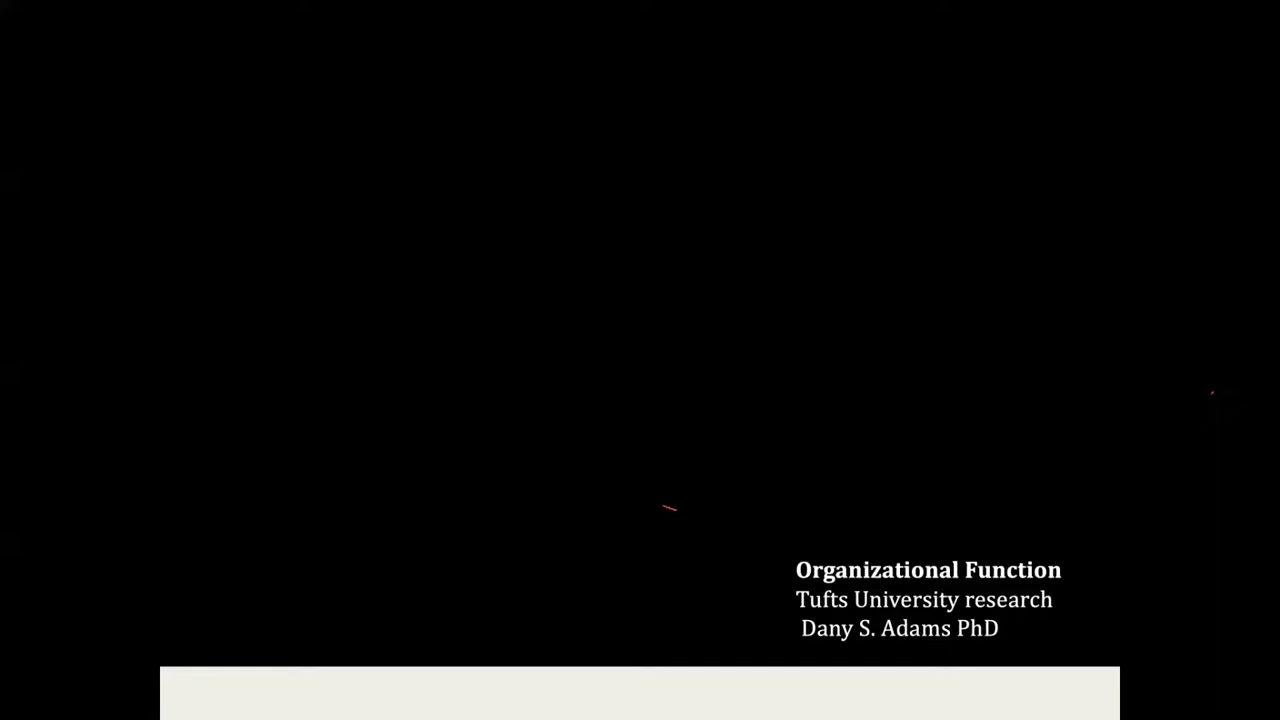 Organizational Function
Tufts University research
Dany S. Adams PhD